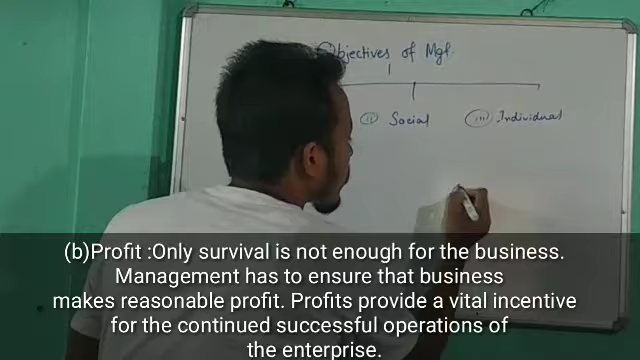 Objectives of Mgt.
(ii) Social (iii) Individual
(b)Profit :Only survival is not enough for the business.
Management has to ensure that business
makes reasonable profit. Profits provide a vital incentive
for the continued successful operations of
the enterprise.